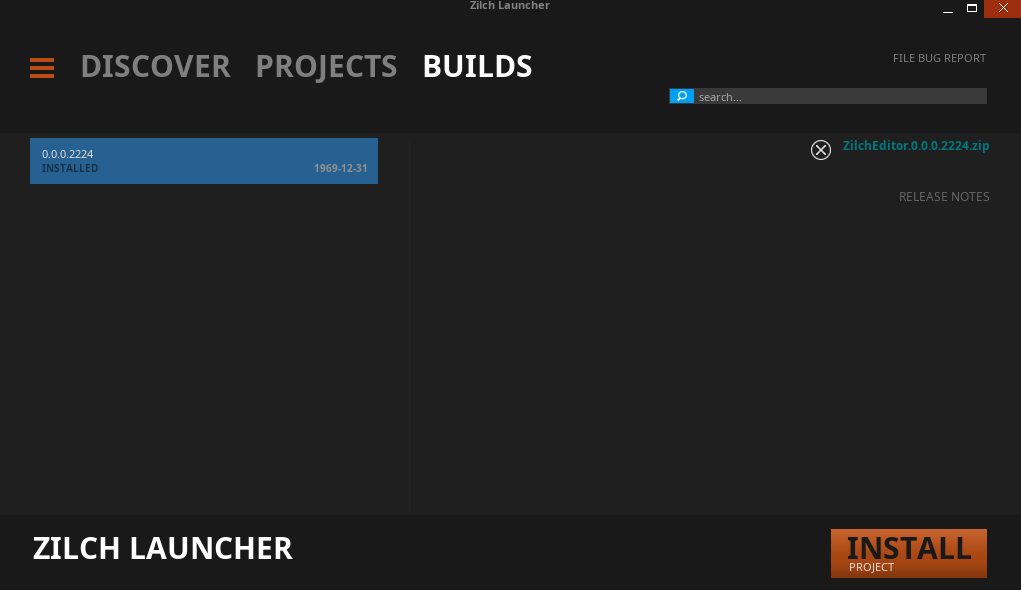 Zilch Launcher
DISCOVER PROJECTS BUILDS
FILE BUG REPORT
search...
0.0.0.2224
INSTALLED 1969-12-31
ZilchEditor.0.0.0.2224.zip
RELEASE NOTES
ZILCH LAUNCHER
INSTALL
PROJECT